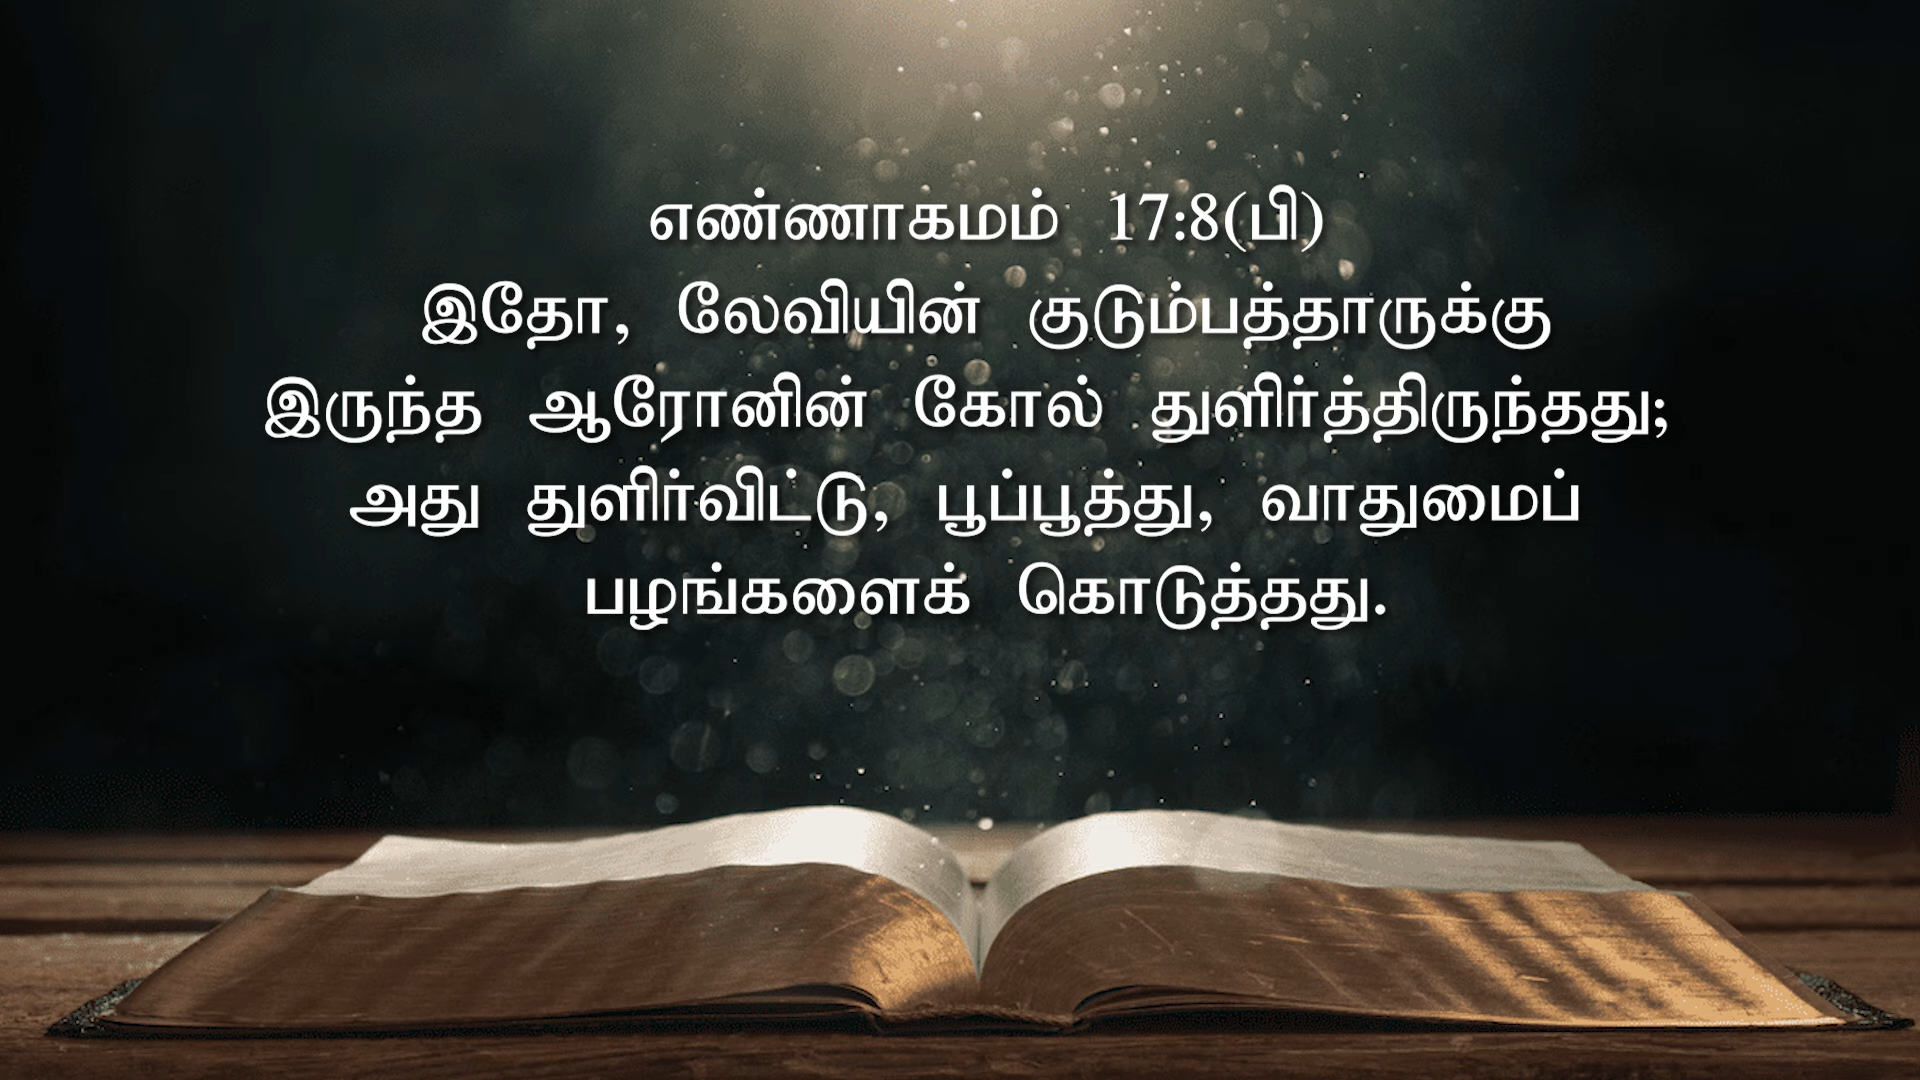 எண்ணாகமம் 17:8(பி)
இதோ, லேவியின் குடும்பத்தாருக்கு
இருந்த ஆரோனின் கோல் துளிர்த்திருந்தது;
அது துளிர்விட்டு, பூப்பூத்து, வாதுமைப்
பழங்களைக் கொடுத்தது.